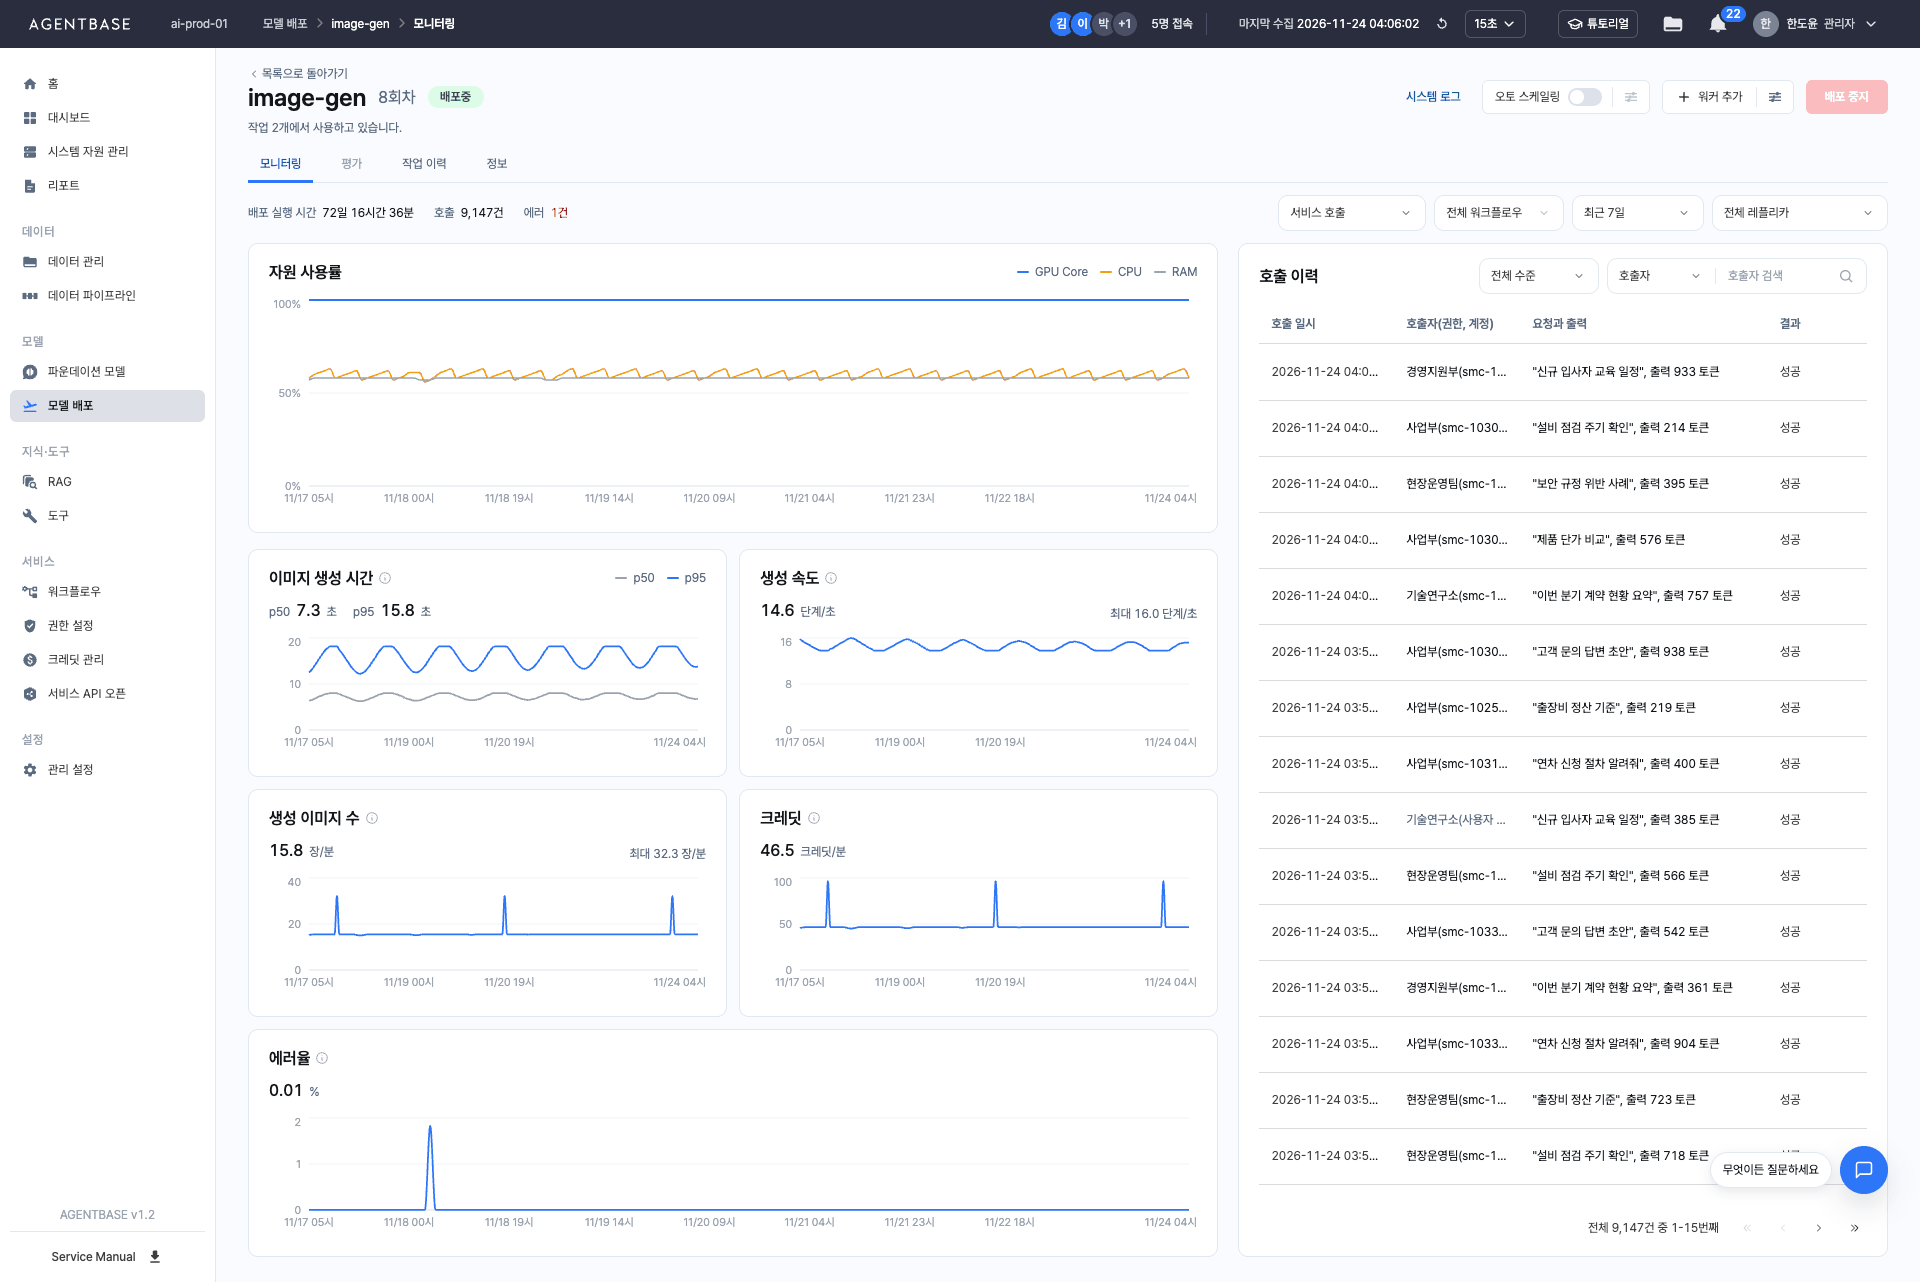 AGENTBASE
ai-prod-01
모델 배포 > image-gen > 모니터링
김 이 박 +1 5명 접속
마지막 수집 2026-11-24 04:06:02
15초
튜토리얼
22
한 한도윤 관리자
홈
대시보드
시스템 자원 관리
리포트
데이터
데이터 관리
데이터 파이프라인
모델
파운데이션 모델
모델 배포
지식·도구
RAG
도구
서비스
워크플로우
권한 설정
크레딧 관리
서비스 API 오픈
설정
관리 설정
AGENTBASE v1.2
Service Manual
목록으로 돌아가기
image-gen 8회차 배포중
작업 2개에서 사용하고 있습니다.
시스템 로그
오토 스케일링
워커 추가
배포 중지
모니터링 평가 작업 이력 정보
배포 실행 시간 72일 16시간 36분 호출 9,147건 에러 1건
서비스 호출 전체 워크플로우 최근 7일 전체 레플리카
자원 사용률
GPU Core CPU RAM
100%
50%
0%
11/17 05시 11/18 00시 11/18 19시 11/19 14시 11/20 09시 11/21 04시 11/21 23시 11/22 18시 11/24 04시
이미지 생성 시간
p50 p95
p50 7.3 초 p95 15.8 초
20
10
0
11/17 05시 11/19 00시 11/20 19시 11/24 04시
생성 속도
14.6 단계/초
최대 16.0 단계/초
16
8
0
11/17 05시 11/19 00시 11/20 19시 11/24 04시
생성 이미지 수
15.8 장/분
최대 32.3 장/분
40
20
0
11/17 05시 11/19 00시 11/20 19시 11/24 04시
크레딧
46.5 크레딧/분
100
50
0
11/17 05시 11/19 00시 11/20 19시 11/24 04시
에러율
0.01 %
2
1
0
11/17 05시 11/18 00시 11/18 19시 11/19 14시 11/20 09시 11/21 04시 11/21 23시 11/22 18시 11/24 04시
호출 이력
전체 수준
호출자 호출자 검색
호출 일시 호출자(권한, 계정) 요청과 출력 결과
2026-11-24 04:0... 경영지원부(smc-1... "신규 입사자 교육 일정", 출력 933 토큰 성공
2026-11-24 04:0... 사업부(smc-1030... "설비 점검 주기 확인", 출력 214 토큰 성공
2026-11-24 04:0... 현장운영팀(smc-1... "보안 규정 위반 사례", 출력 395 토큰 성공
2026-11-24 04:0... 사업부(smc-1030... "제품 단가 비교", 출력 576 토큰 성공
2026-11-24 04:0... 기술연구소(smc-1... "이번 분기 계약 현황 요약", 출력 757 토큰 성공
2026-11-24 03:5... 사업부(smc-1030... "고객 문의 답변 초안", 출력 938 토큰 성공
2026-11-24 03:5... 사업부(smc-1025... "출장비 정산 기준", 출력 219 토큰 성공
2026-11-24 03:5... 사업부(smc-1031... "연차 신청 절차 알려줘", 출력 400 토큰 성공
2026-11-24 03:5... 기술연구소(사용자 ... "신규 입사자 교육 일정", 출력 385 토큰 성공
2026-11-24 03:5... 현장운영팀(smc-1... "설비 점검 주기 확인", 출력 566 토큰 성공
2026-11-24 03:5... 사업부(smc-1033... "고객 문의 답변 초안", 출력 542 토큰 성공
2026-11-24 03:5... 경영지원부(smc-1... "이번 분기 계약 현황 요약", 출력 361 토큰 성공
2026-11-24 03:5... 사업부(smc-1033... "연차 신청 절차 알려줘", 출력 904 토큰 성공
2026-11-24 03:5... 현장운영팀(smc-1... "출장비 정산 기준", 출력 723 토큰 성공
2026-11-24 03:5... 현장운영팀(smc-1... "설비 점검 주기 확인", 출력 718 토큰
무엇이든 질문하세요
전체 9,147건 중 1-15번째